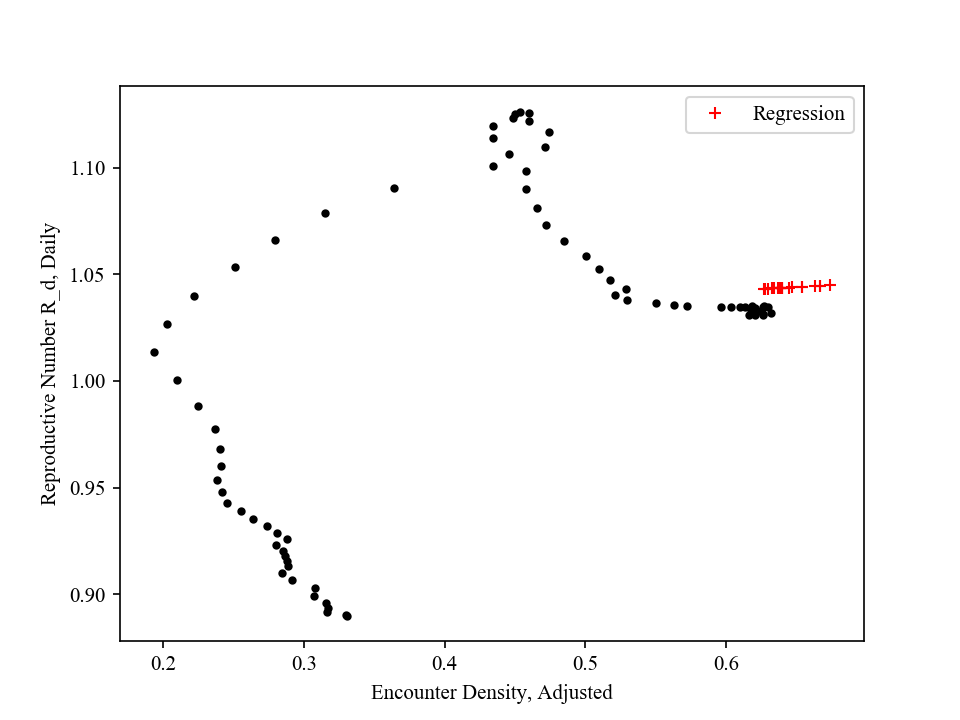 Regression
1.10
1.05
1.00
0.95
0.90
Reproductive Number R_d, Daily
0.2 0.3 0.4 0.5 0.6
Encounter Density, Adjusted